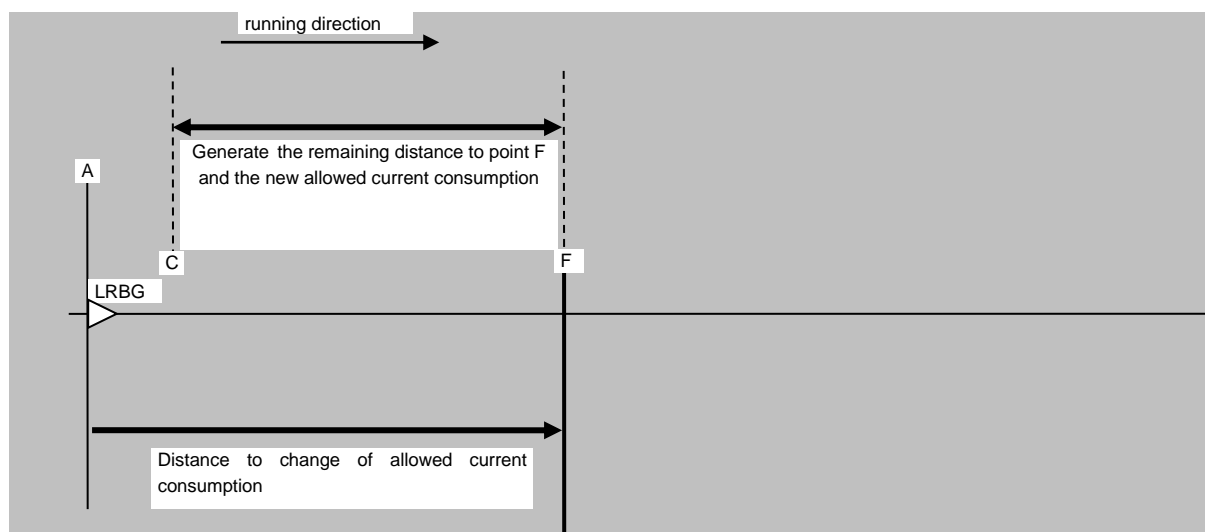 running direction
Generate the remaining distance to point F
and the new allowed current consumption
A
C
F
LRBG
Distance to change of allowed current
consumption